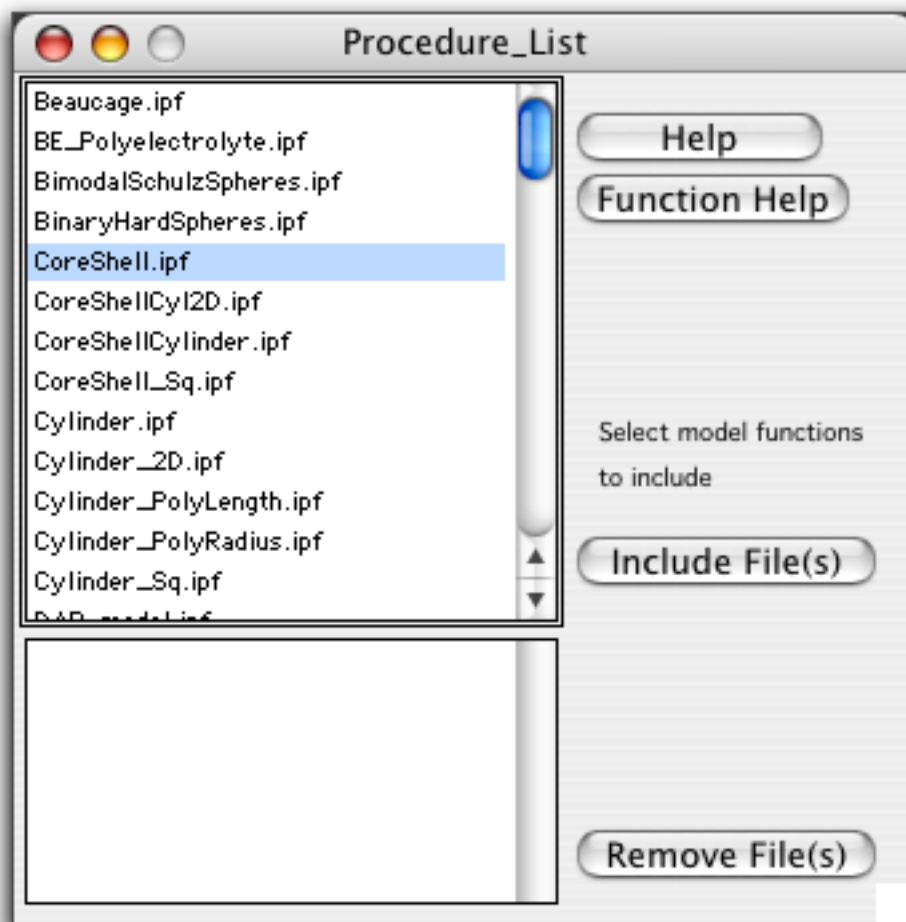 Procedure_List
Beaucage.ipf
BE_Polyelectrolyte.ipf
BimodalSchulzSpheres.ipf
BinaryHardSpheres.ipf
CoreShell.ipf
CoreShellCyl2D.ipf
CoreShellCylinder.ipf
CoreShell_Sq.ipf
Cylinder.ipf
Cylinder_2D.ipf
Cylinder_PolyLength.ipf
Cylinder_PolyRadius.ipf
Cylinder_Sq.ipf
Help
Function Help
Select model functions
to include
Include File(s)
Remove File(s)